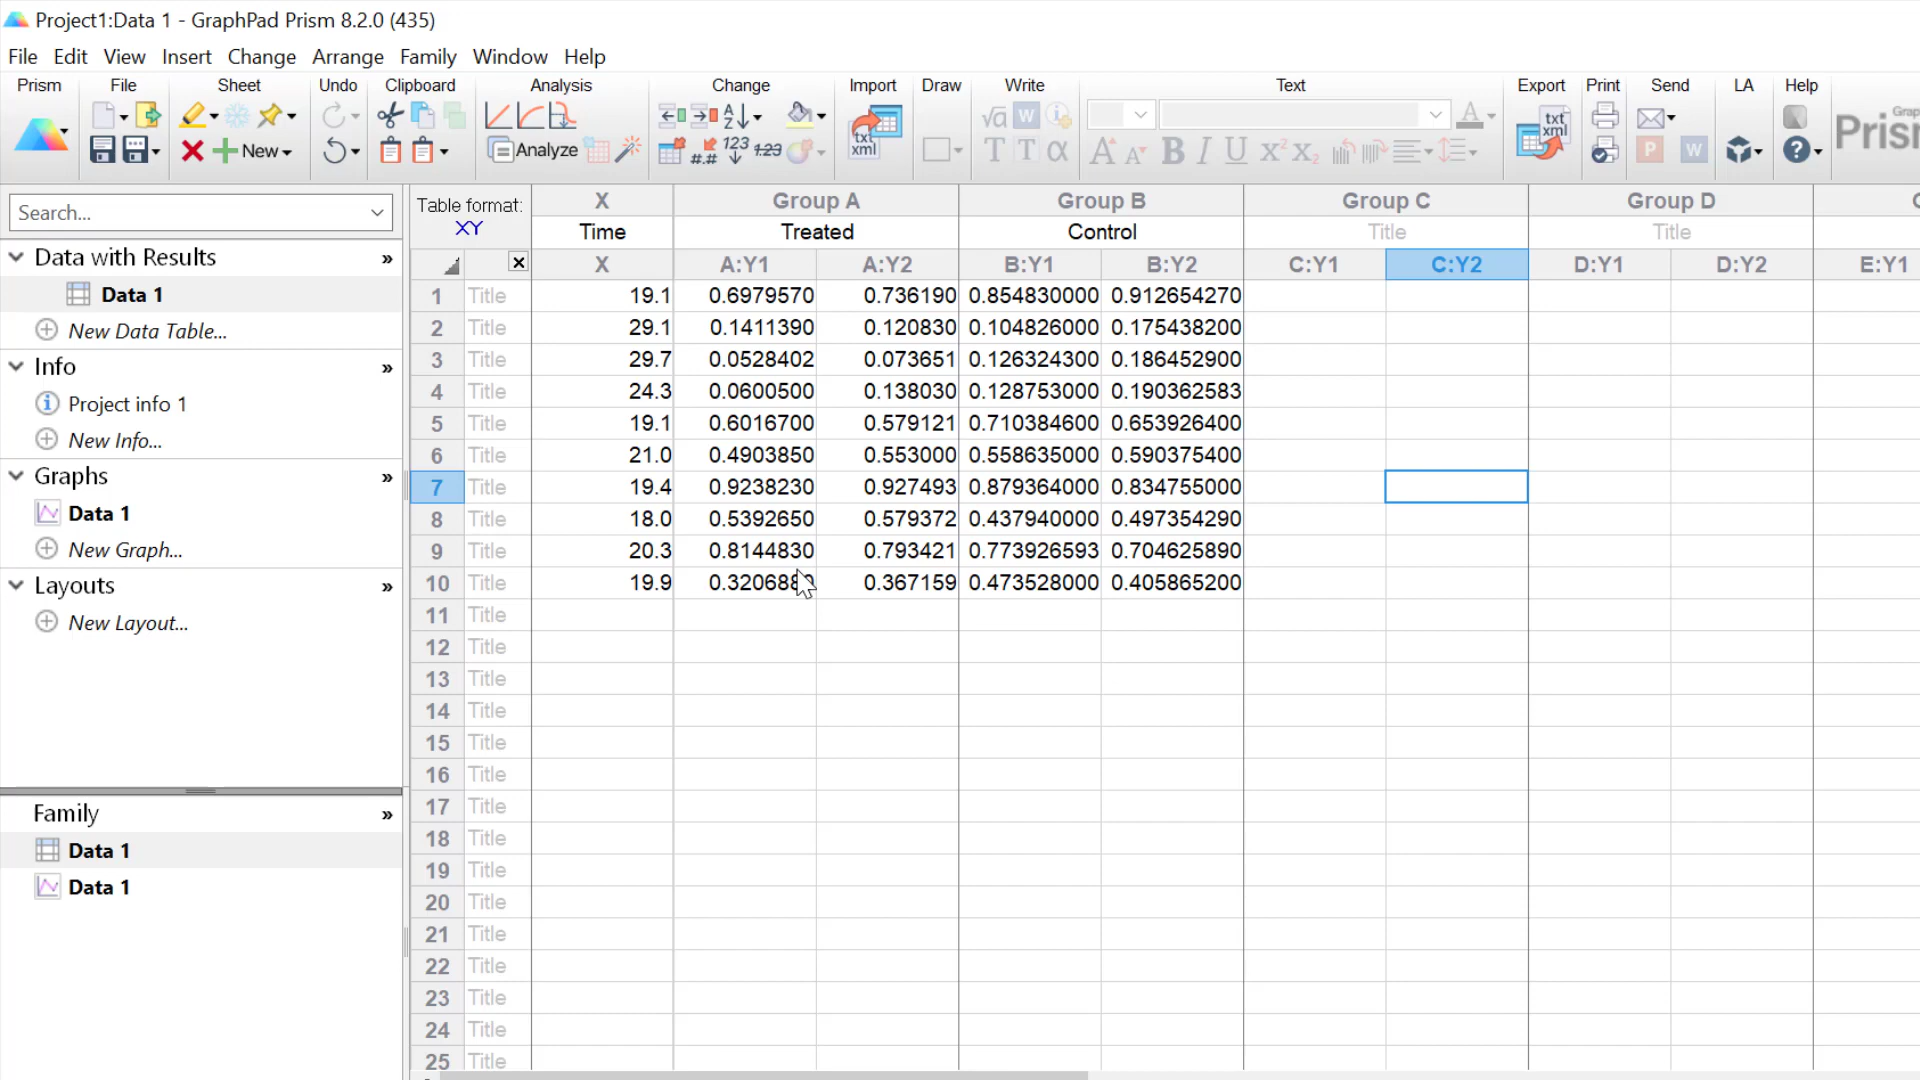 Project1:Data 1 - GraphPad Prism 8.2.0 (435)
File Edit View Insert Change Arrange Family Window Help
Prism File Sheet Undo Clipboard Analysis Change Import Draw Write Text Export Print Send LA Help
Analyze
New
Search...
Data with Results
Data 1
New Data Table...
Info
Project info 1
New Info...
Graphs
Data 1
New Graph...
Layouts
New Layout...
Family
Data 1
Data 1
Table format: XY
X Group A Group B Group C Group D
Time Treated Control Title Title
X A:Y1 A:Y2 B:Y1 B:Y2 C:Y1 C:Y2 D:Y1 D:Y2 E:Y1
1 Title 19.1 0.6979570 0.736190 0.854830000 0.912654270
2 Title 29.1 0.1411390 0.120830 0.104826000 0.175438200
3 Title 29.7 0.0528402 0.073651 0.126324300 0.186452900
4 Title 24.3 0.0600500 0.138030 0.128753000 0.190362583
5 Title 19.1 0.6016700 0.579121 0.710384600 0.653926400
6 Title 21.0 0.4903850 0.553000 0.558635000 0.590375400
7 Title 19.4 0.9238230 0.927493 0.879364000 0.834755000
8 Title 18.0 0.5392650 0.579372 0.437940000 0.497354290
9 Title 20.3 0.8144830 0.793421 0.773926593 0.704625890
10 Title 19.9 0.367159 0.473528000 0.405865200
11 Title
12 Title
13 Title
14 Title
15 Title
16 Title
17 Title
18 Title
19 Title
20 Title
21 Title
22 Title
23 Title
24 Title
25 Title